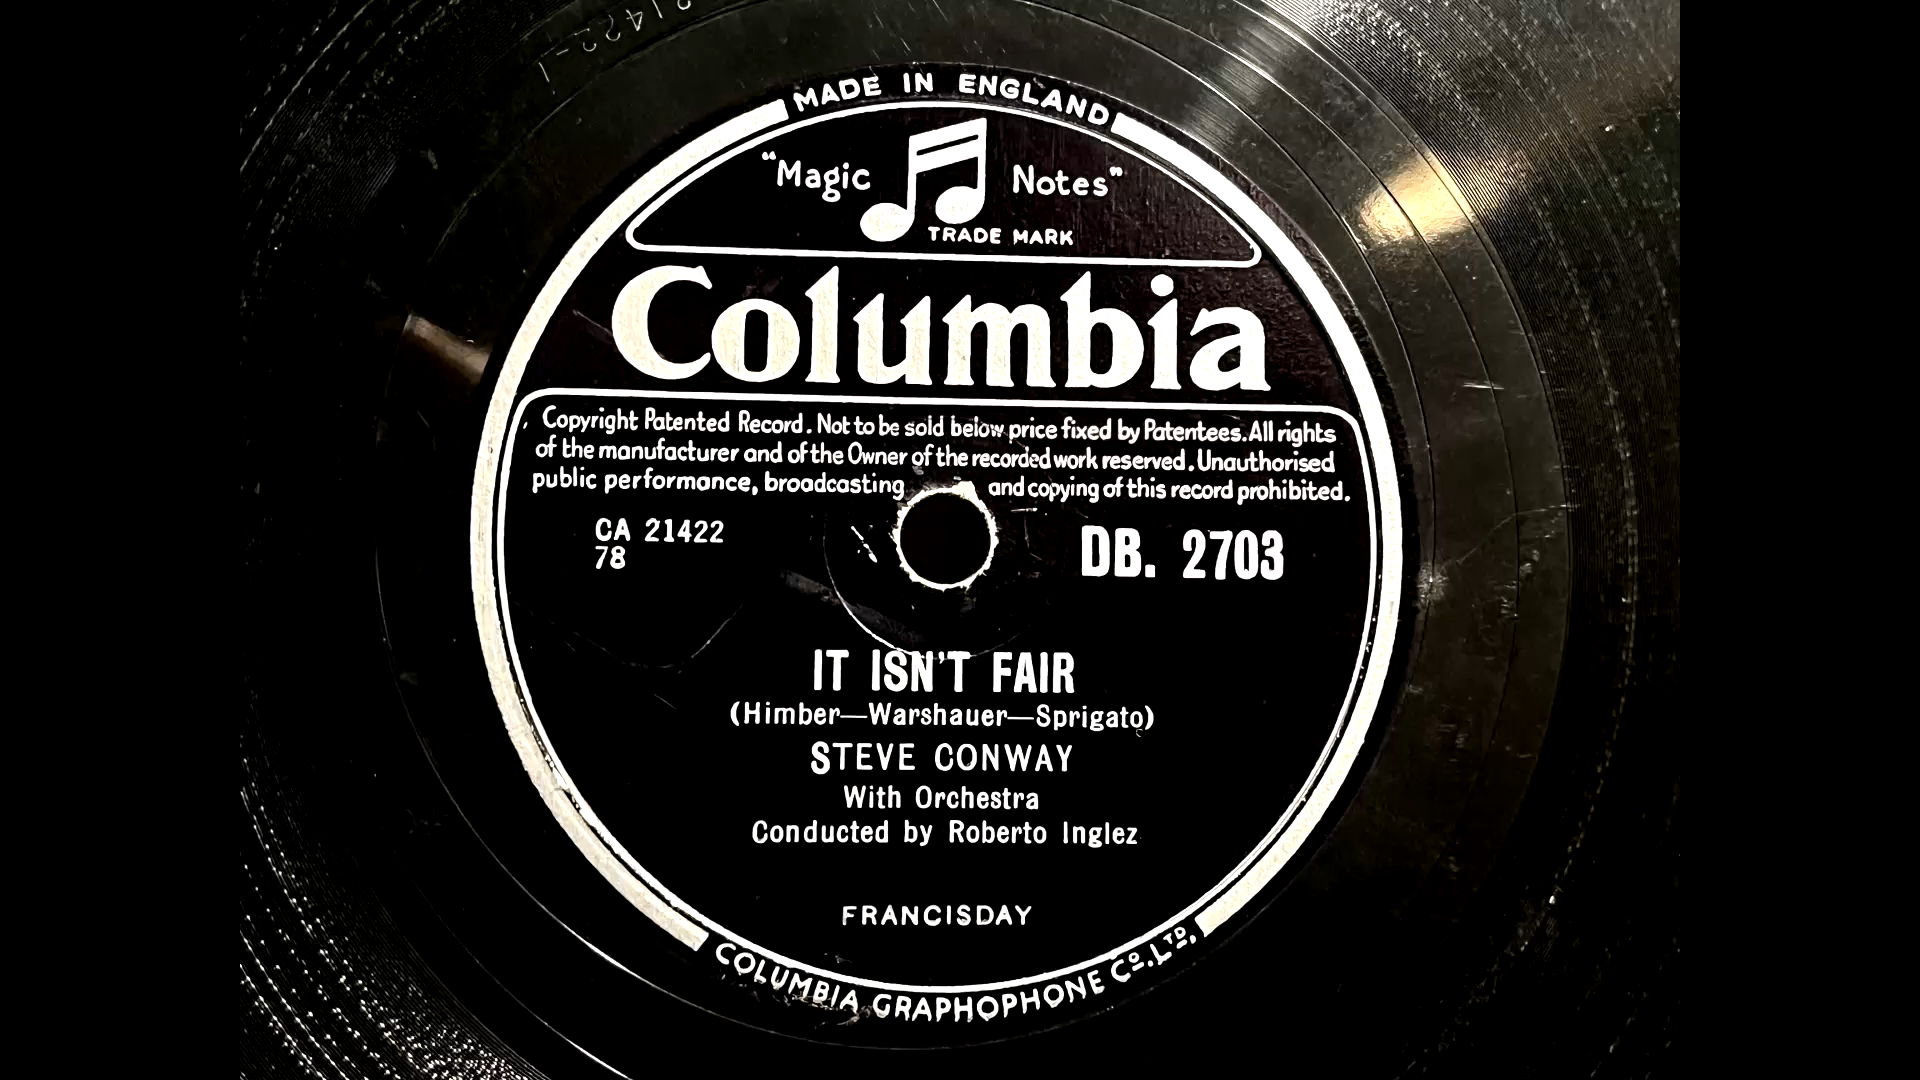 21422-1
MADE IN ENGLAND
"Magic Notes"
TRADE MARK
Columbia
Copyright Patented Record. Not to be sold below price fixed by Patentees. All rights
of the manufacturer and of the Owner of the recorded work reserved. Unauthorised
public performance, broadcasting and copying of this record prohibited.
CA 21422
78
DB. 2703
IT ISN'T FAIR
(Himber—Warshauer—Sprigato)
STEVE CONWAY
With Orchestra
Conducted by Roberto Inglez
FRANCISDAY
COLUMBIA GRAPHOPHONE Co. LTD.